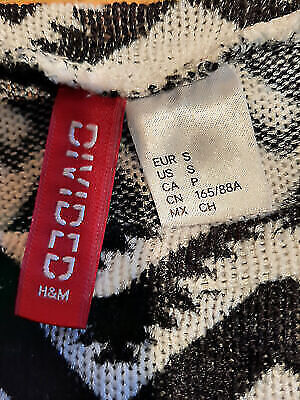 DIVIDED
H&M
EUR S
US S
CA P
CN 165/88A
MX CH